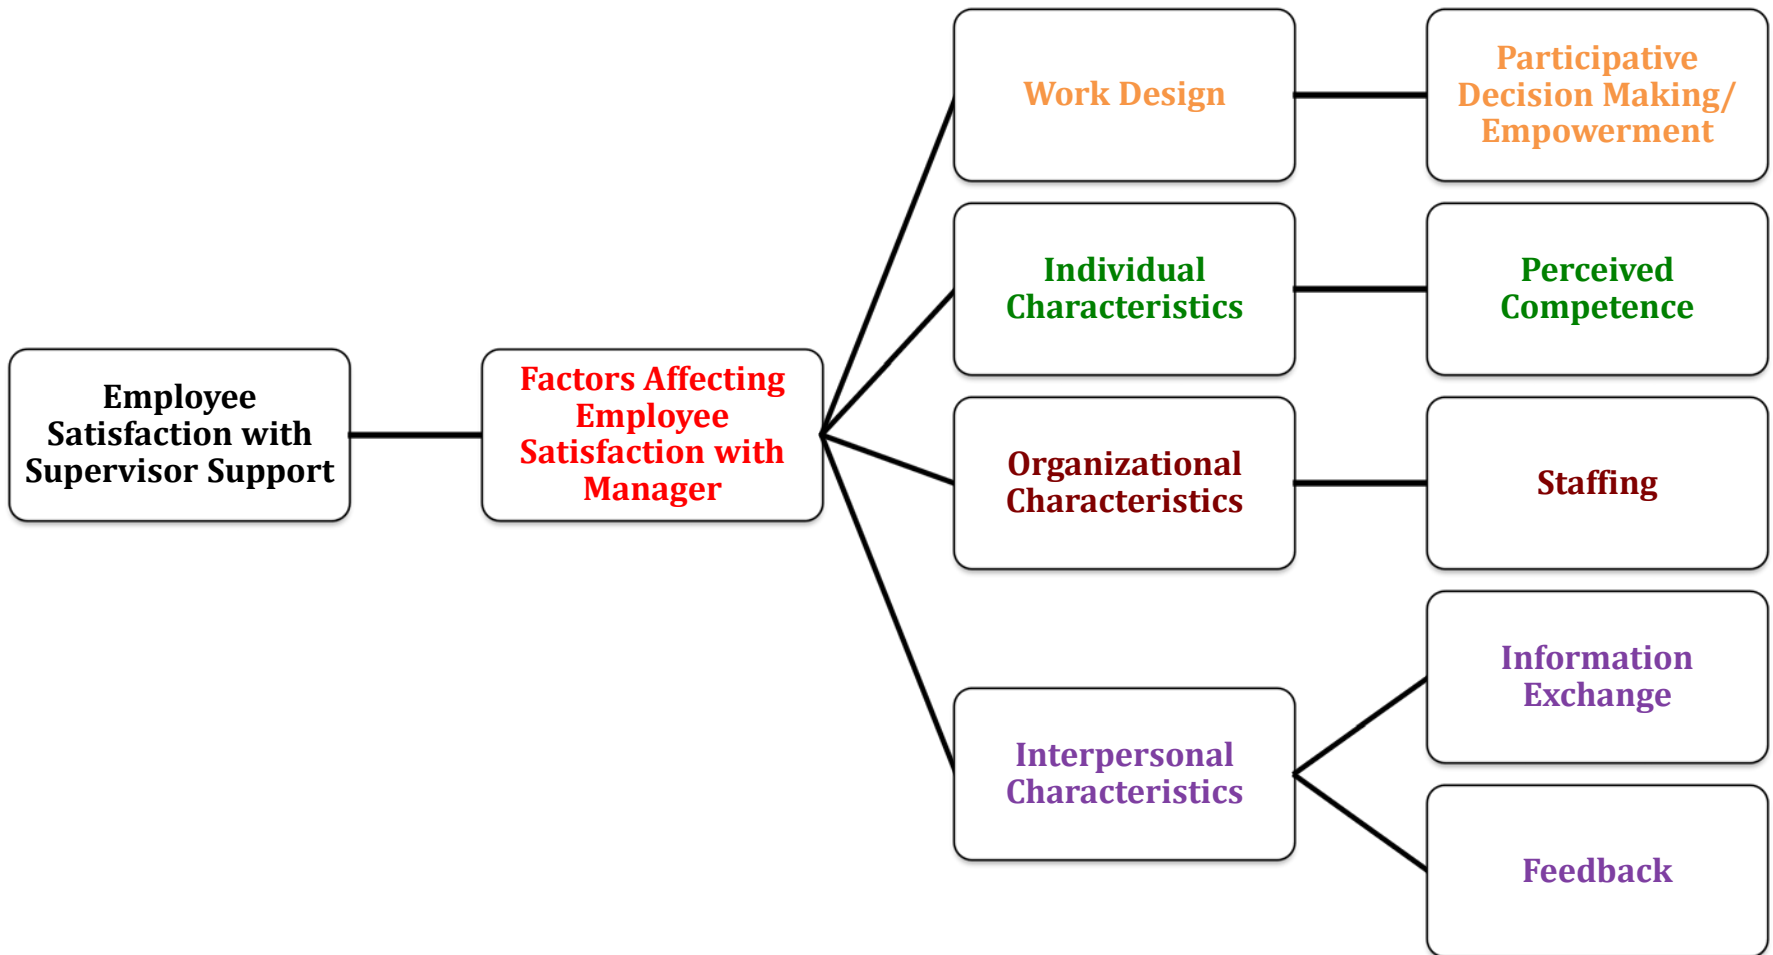 Employee
Satisfaction with
Supervisor Support
Factors Affecting
Employee
Satisfaction with
Manager
Work Design
Participative
Decision Making/
Empowerment
Individual
Characteristics
Perceived
Competence
Organizational
Characteristics
Staffing
Interpersonal
Characteristics
Information
Exchange
Feedback